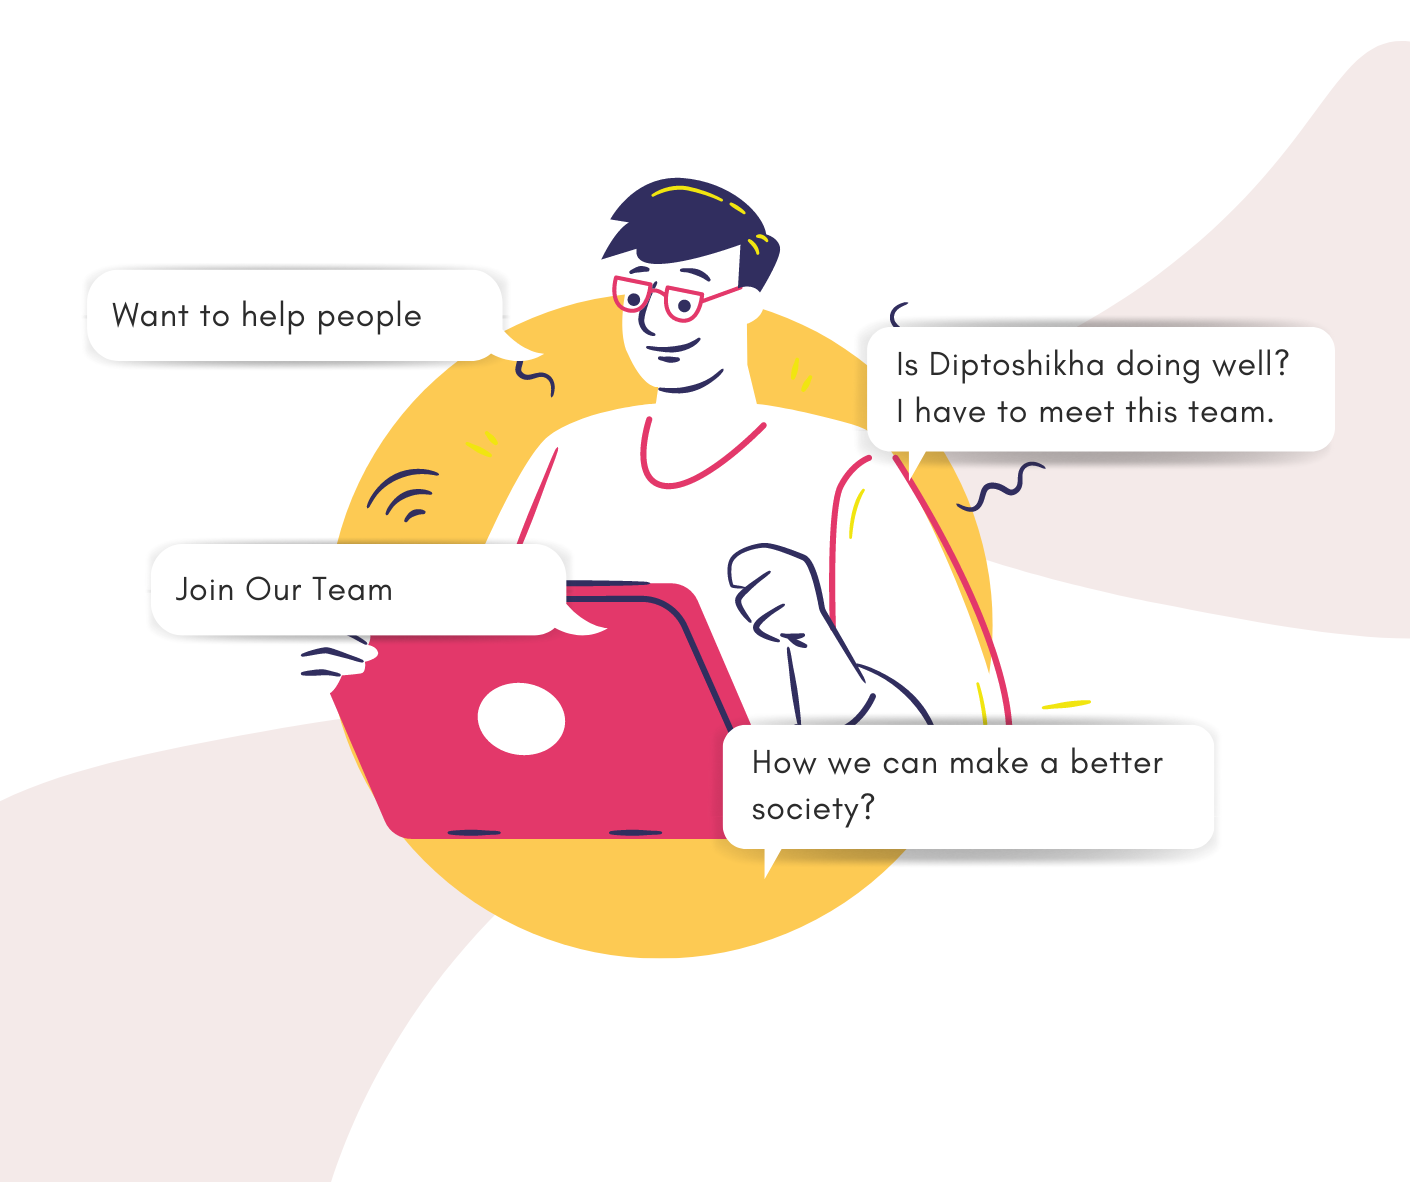 Want to help people
Is Diptoshikha doing well?
I have to meet this team.
Join Our Team
How we can make a better
society?